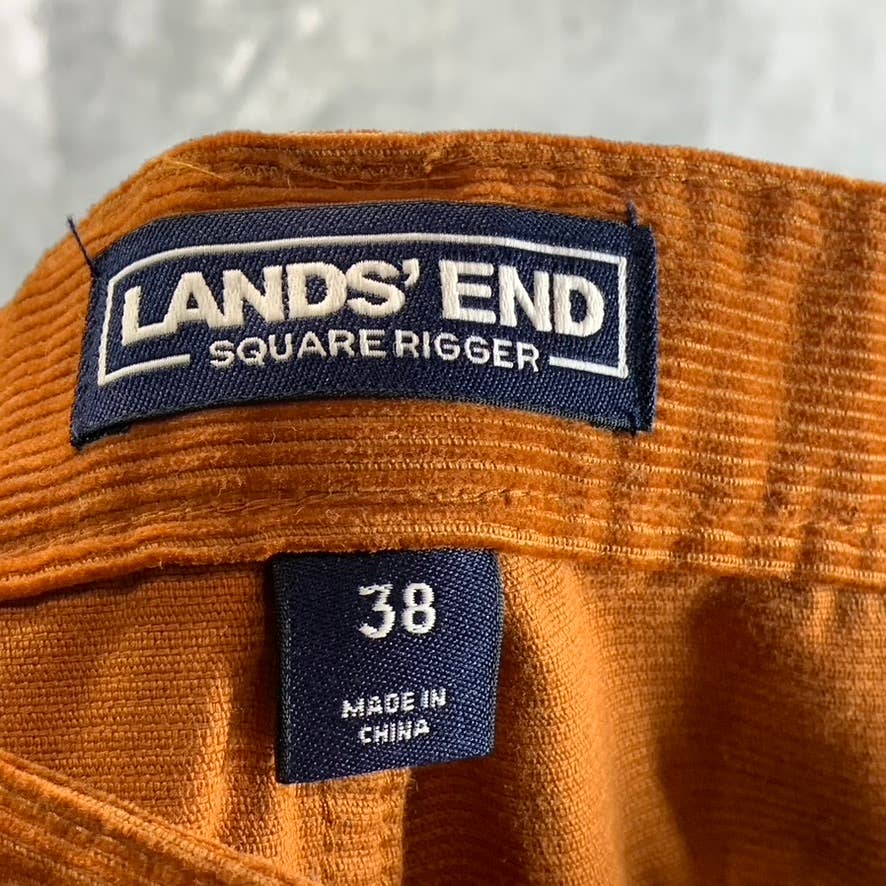 LANDS' END
SQUARE RIGGER
38
MADE IN
CHINA